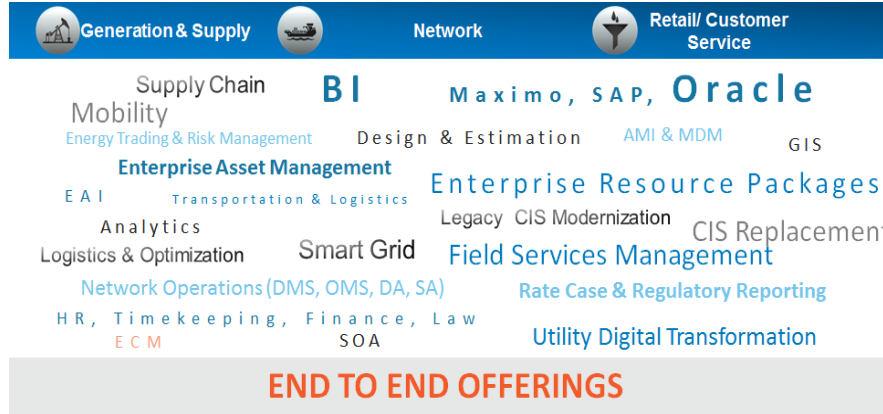 Generation & Supply
Network
Retail/ Customer
Service
Supply Chain
BI
Maximo, SAP, Oracle
Mobility
Energy Trading & Risk Management
Design & Estimation
AMI & MDM
GIS
Enterprise Asset Management
Enterprise Resource Packages
EAI
Transportation & Logistics
Legacy CIS Modernization
CIS Replacement
Analytics
Logistics & Optimization
Smart Grid
Field Services Management
Network Operations (DMS, OMS, DA, SA)
Rate Case & Regulatory Reporting
HR, Timekeeping, Finance, Law
ECM
SOA
Utility Digital Transformation
END TO END OFFERINGS